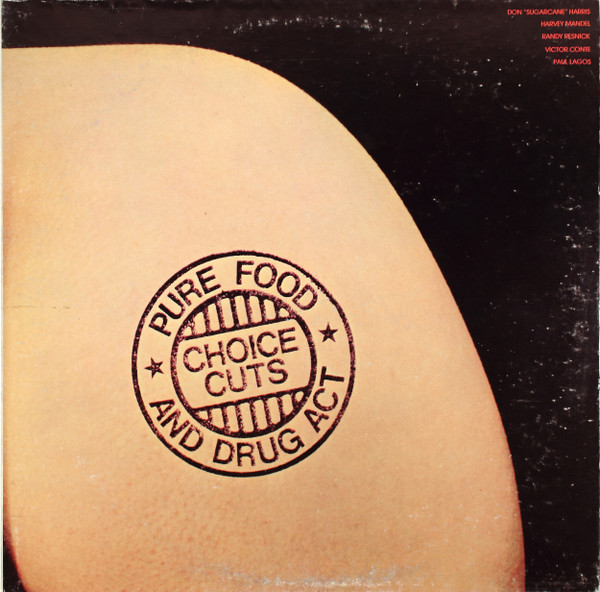 DON "SUGARCANE" HARRIS
HARVEY MANDEL
RANDY RESNICK
VICTOR CONTE
PAUL LAGOS
PURE FOOD
CHOICE
CUTS
AND DRUG ACT